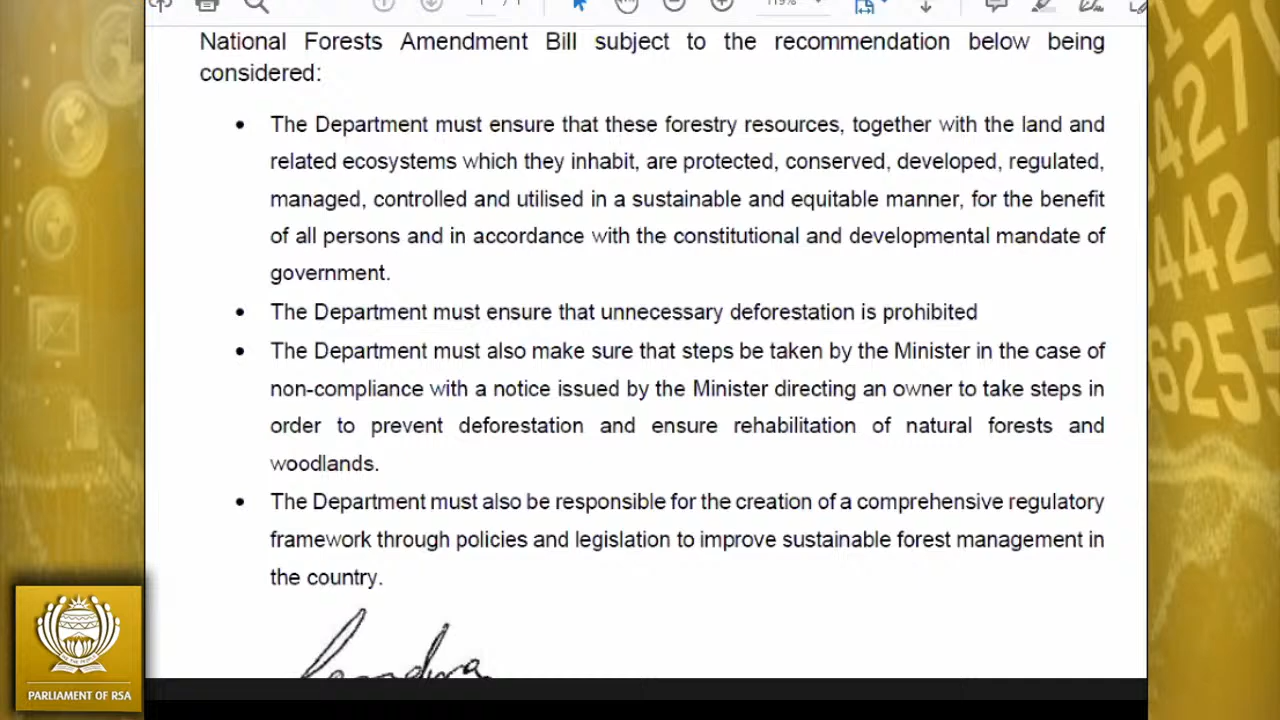 National Forests Amendment Bill subject to the recommendation below being
considered:
• The Department must ensure that these forestry resources, together with the land and
related ecosystems which they inhabit, are protected, conserved, developed, regulated,
managed, controlled and utilised in a sustainable and equitable manner, for the benefit
of all persons and in accordance with the constitutional and developmental mandate of
government.
• The Department must ensure that unnecessary deforestation is prohibited
• The Department must also make sure that steps be taken by the Minister in the case of
non-compliance with a notice issued by the Minister directing an owner to take steps in
order to prevent deforestation and ensure rehabilitation of natural forests and
woodlands.
• The Department must also be responsible for the creation of a comprehensive regulatory
framework through policies and legislation to improve sustainable forest management in
the country.
PARLIAMENT OF RSA